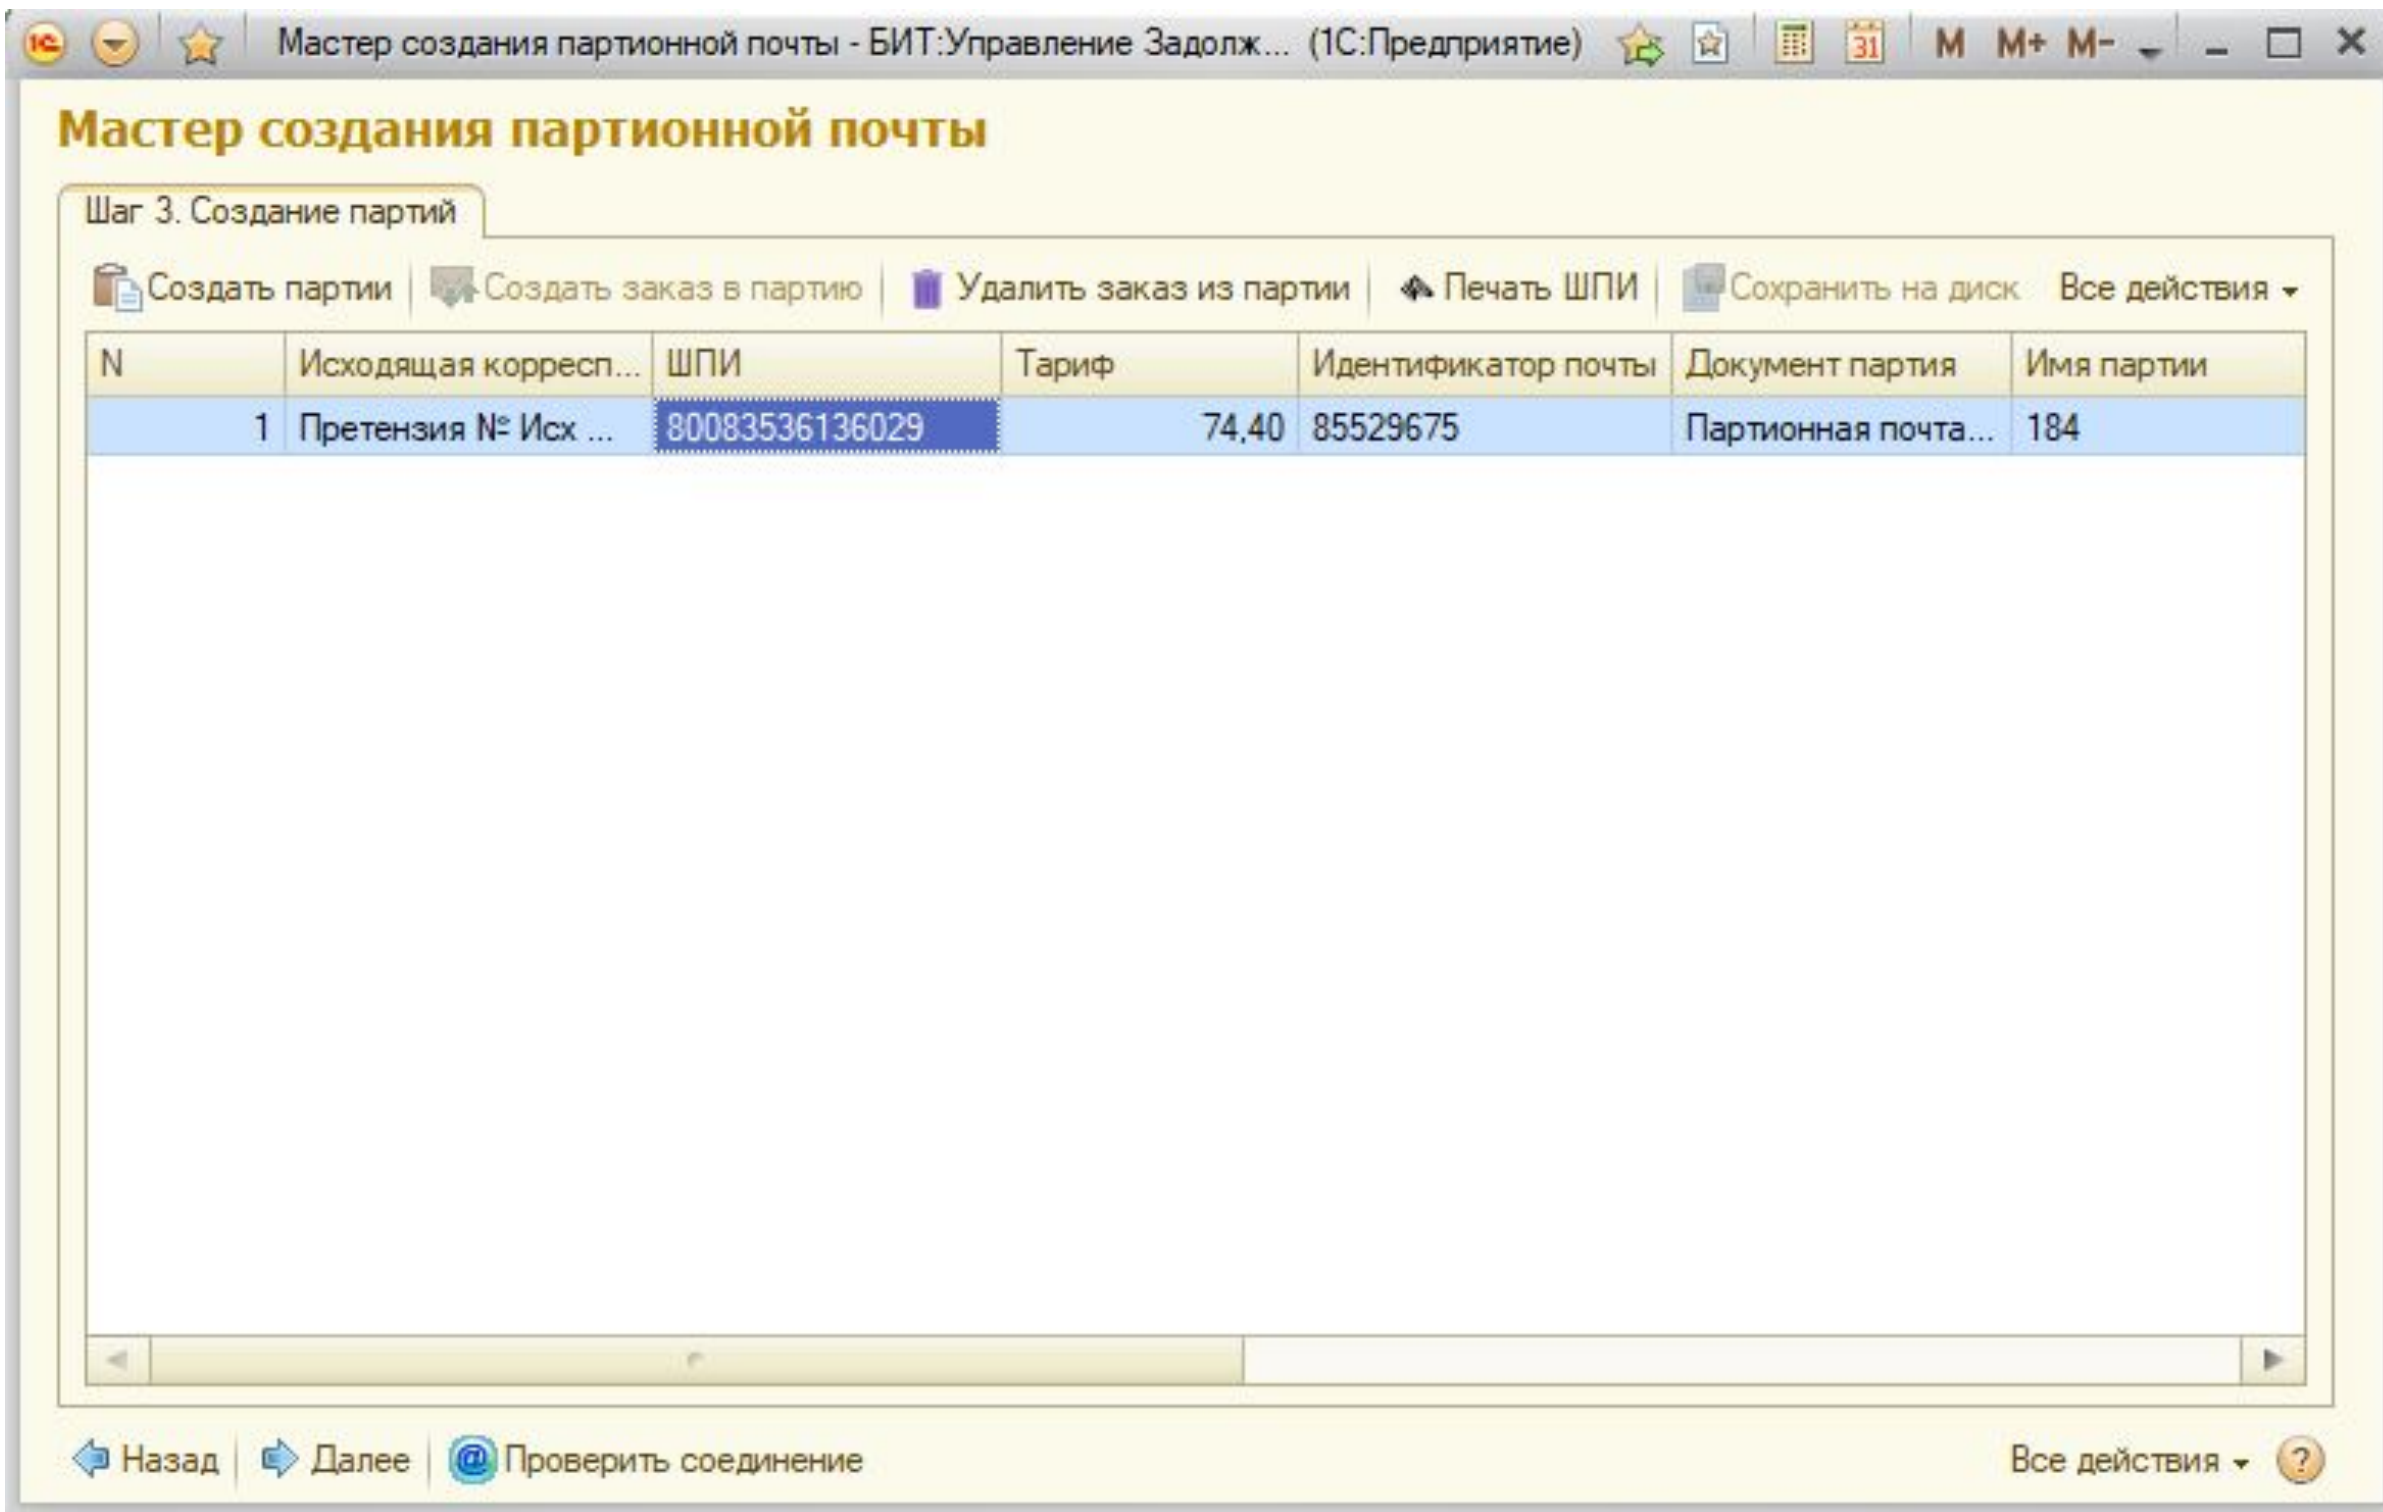 Мастер создания партионной почты - БИТ:Управление Задолж... (1С:Предприятие) 31 M M+ M-
Мастер создания партионной почты
Шаг 3. Создание партий
Создать партии Создать заказ в партию Удалить заказ из партии Печать ШПИ Сохранить на диск Все действия
N Исходящая корресп... ШПИ Тариф Идентификатор почты Документ партия Имя партии
1 Претензия № Исх ... 80083536136029 74,40 85529675 Партионная почта... 184
Назад Далее @ Проверить соединение Все действия ?